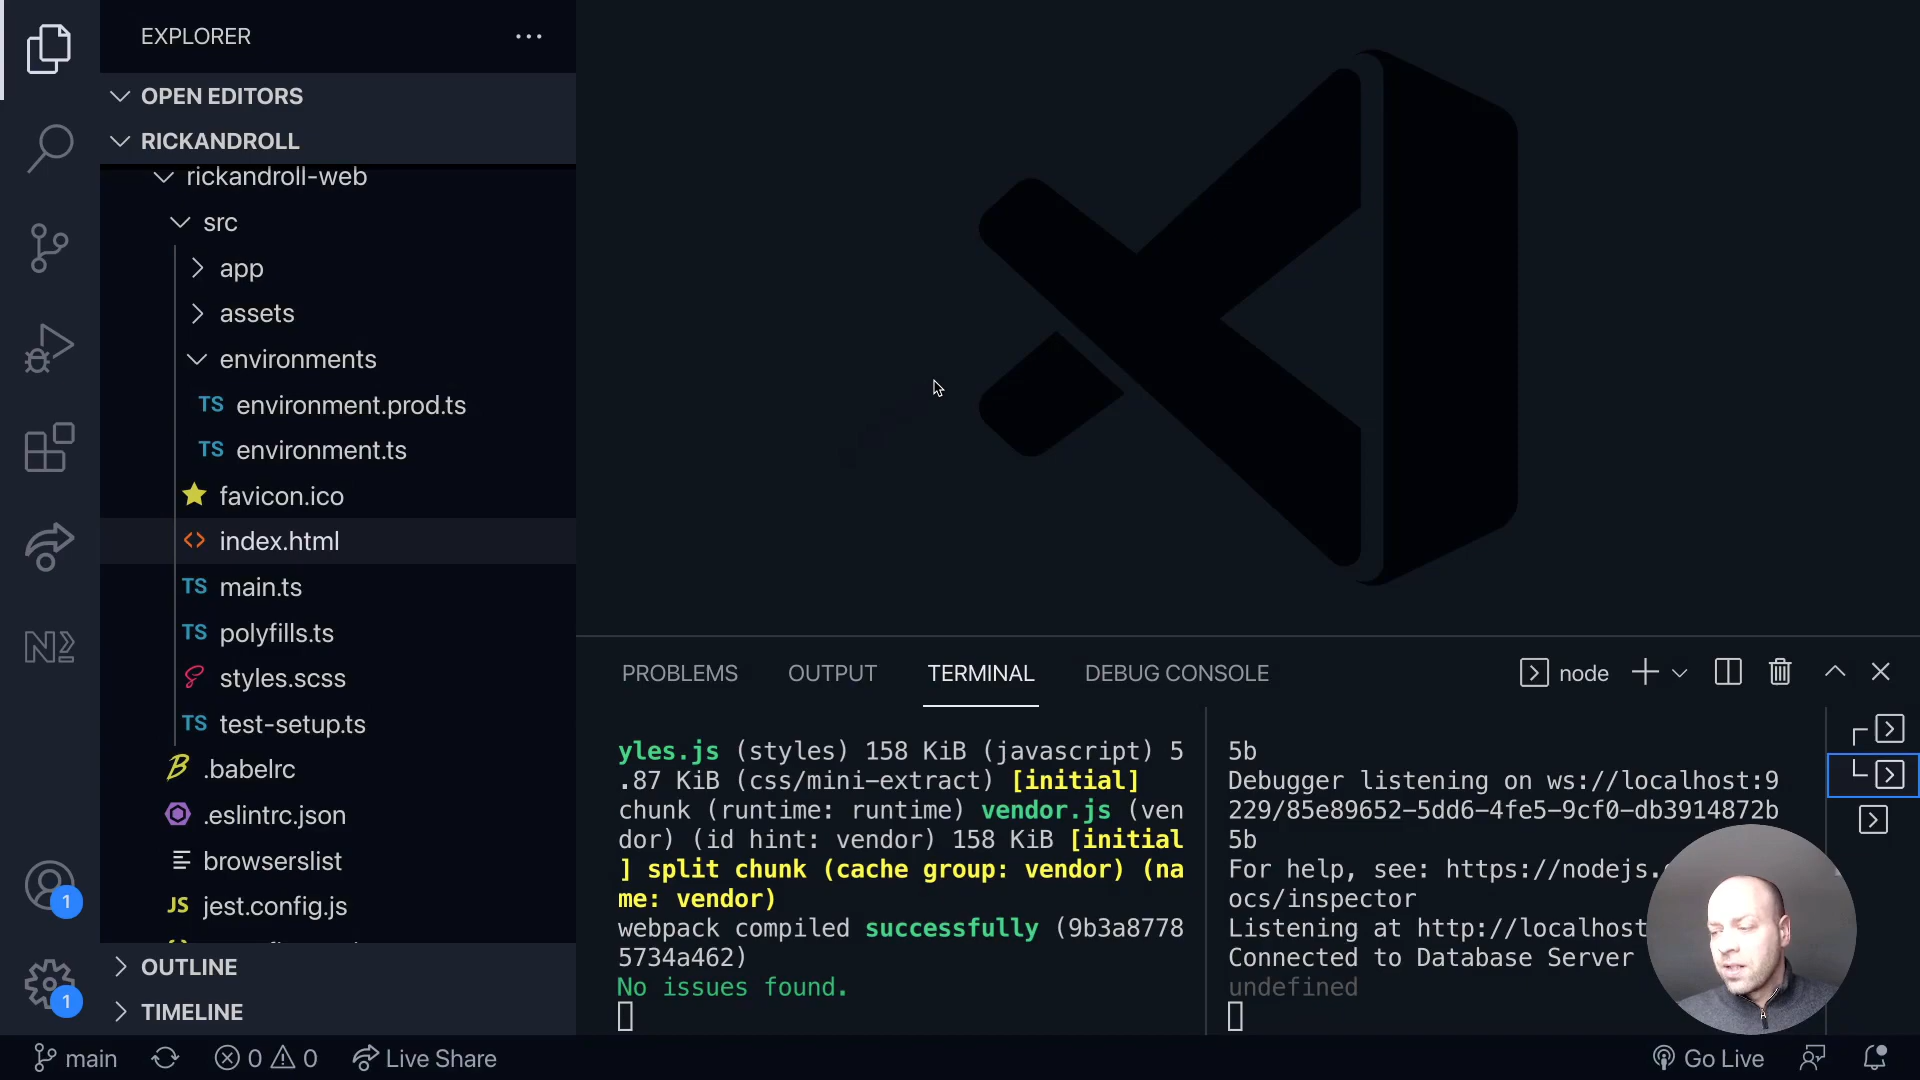 EXPLORER
OPEN EDITORS
RICKANDROLL
rickandroll-web
src
app
assets
environments
TS environment.prod.ts
TS environment.ts
favicon.ico
index.html
TS main.ts
TS polyfills.ts
styles.scss
TS test-setup.ts
.babelrc
.eslintrc.json
browserslist
JS jest.config.js
OUTLINE
TIMELINE
1
1
PROBLEMS OUTPUT TERMINAL DEBUG CONSOLE
node
yles.js (styles) 158 KiB (javascript) 5
.87 KiB (css/mini-extract) [initial]
chunk (runtime: runtime) vendor.js (ven
dor) (id hint: vendor) 158 KiB [initial
] split chunk (cache group: vendor) (na
me: vendor)
webpack compiled successfully (9b3a8778
5734a462)
No issues found.
5b
Debugger listening on ws://localhost:9
229/85e89652-5dd6-4fe5-9cf0-db3914872b
5b
For help, see: https://nodejs.
ocs/inspector
Listening at http://localhost
Connected to Database Server
undefined
main 0 0 Live Share
Go Live